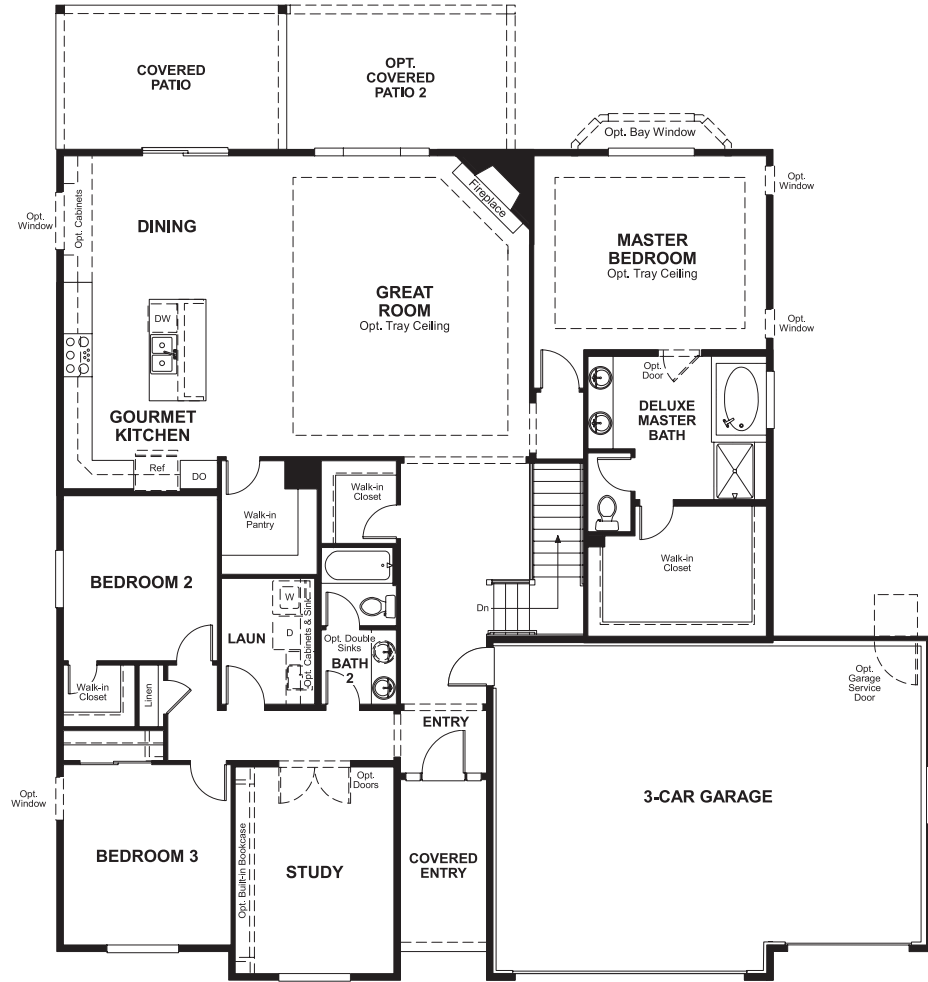 COVERED
PATIO
OPT.
COVERED
PATIO 2
Opt. Bay Window
Opt.
Window
Opt. Cabinets
DINING
Fireplace
Opt.
Window
MASTER
BEDROOM
Opt. Tray Ceiling
GREAT
ROOM
Opt. Tray Ceiling
Opt.
Window
DW
Opt.
Door
DELUXE
MASTER
BATH
GOURMET
KITCHEN
Ref
DO
Walk-in
Pantry
Walk-in
Closet
Walk-in
Closet
BEDROOM 2
W
D
Opt. Cabinets & Sink
LAUN
Opt. Double
Sinks
BATH
2
Dn
Walk-in
Closet
Linen
Opt.
Garage
Service
Door
ENTRY
Opt.
Doors
Opt.
Window
3-CAR GARAGE
BEDROOM 3
Opt. Built-in Bookcase
STUDY
COVERED
ENTRY